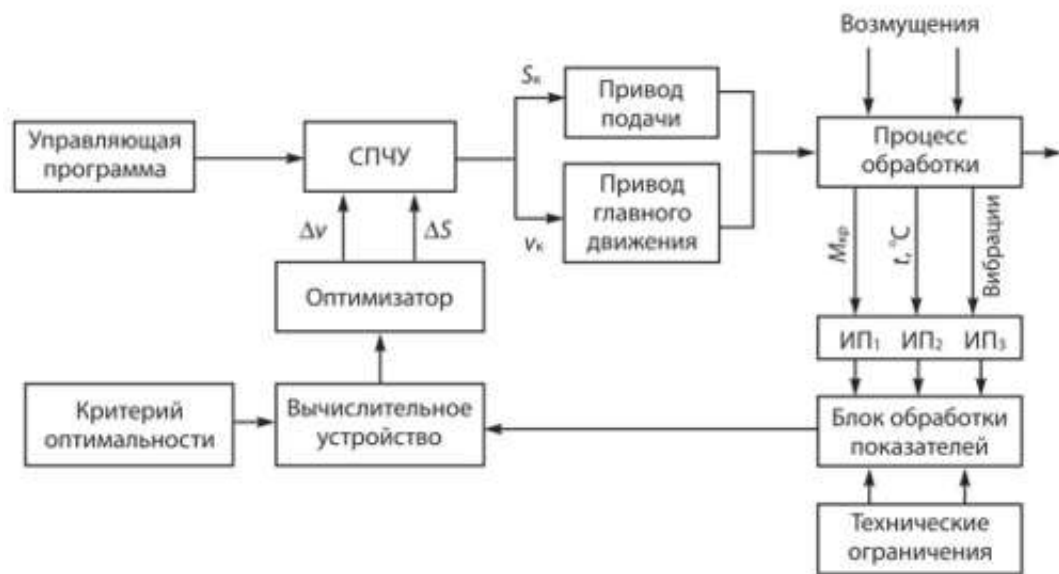 Возмущения
Sк
Привод
подачи
Управляющая
программа
СПЧУ
Процесс
обработки
Привод
главного
движения
vк
Δv
ΔS
Mкр
t, °C
Вибрации
Оптимизатор
ИП₁ ИП₂ ИП₃
Критерий
оптимальности
Вычислительное
устройство
Блок обработки
показателей
Технические
ограничения